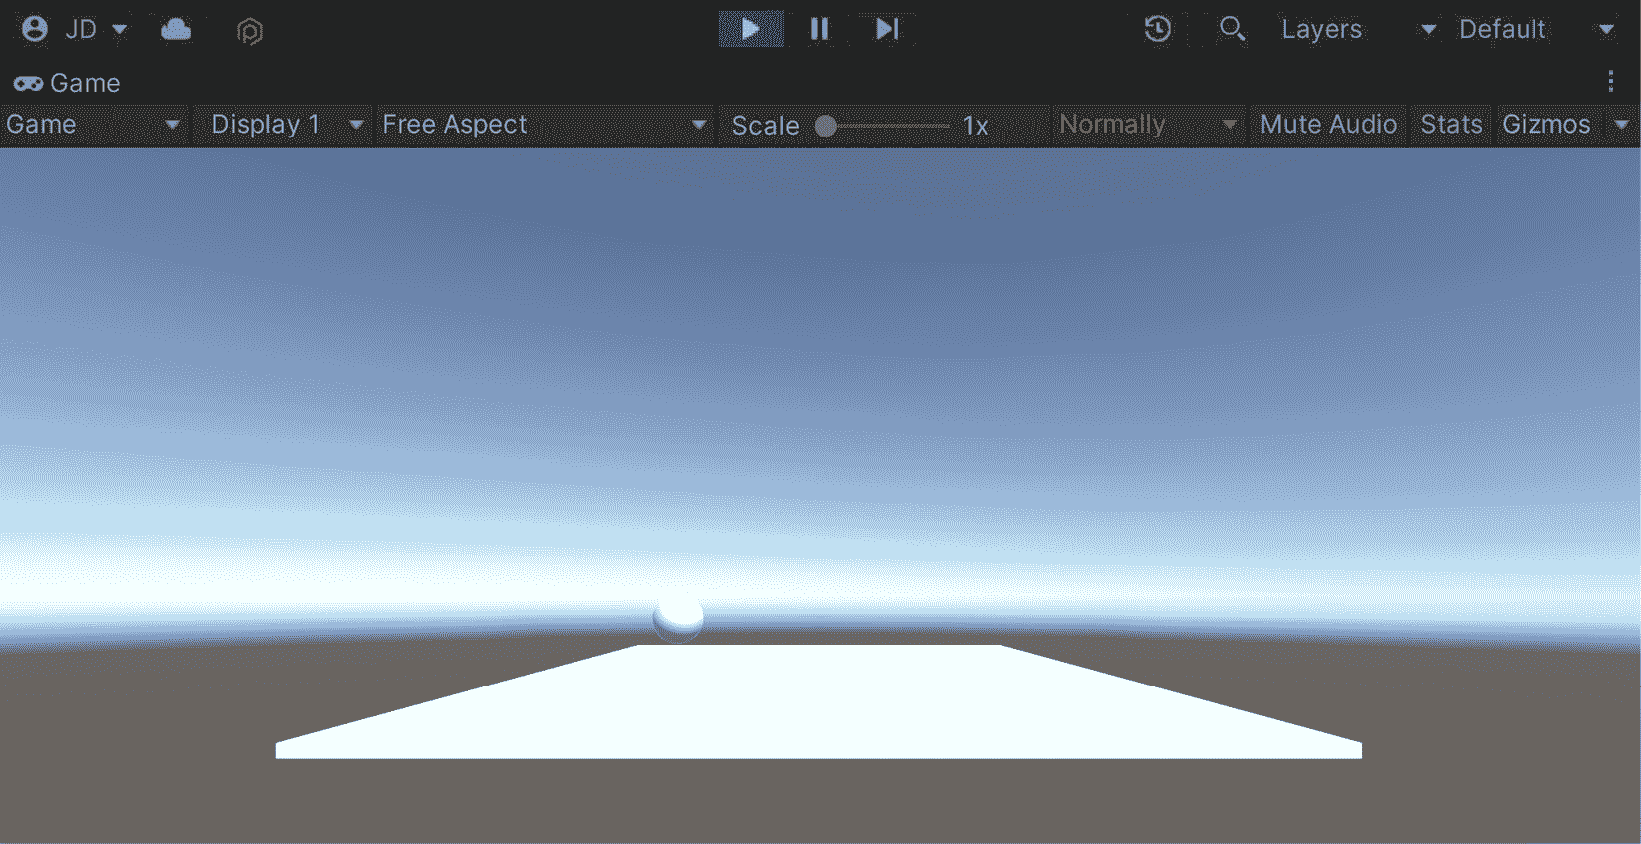 JD Layers Default
Game
Game Display 1 Free Aspect Scale 1x Normally Mute Audio Stats Gizmos